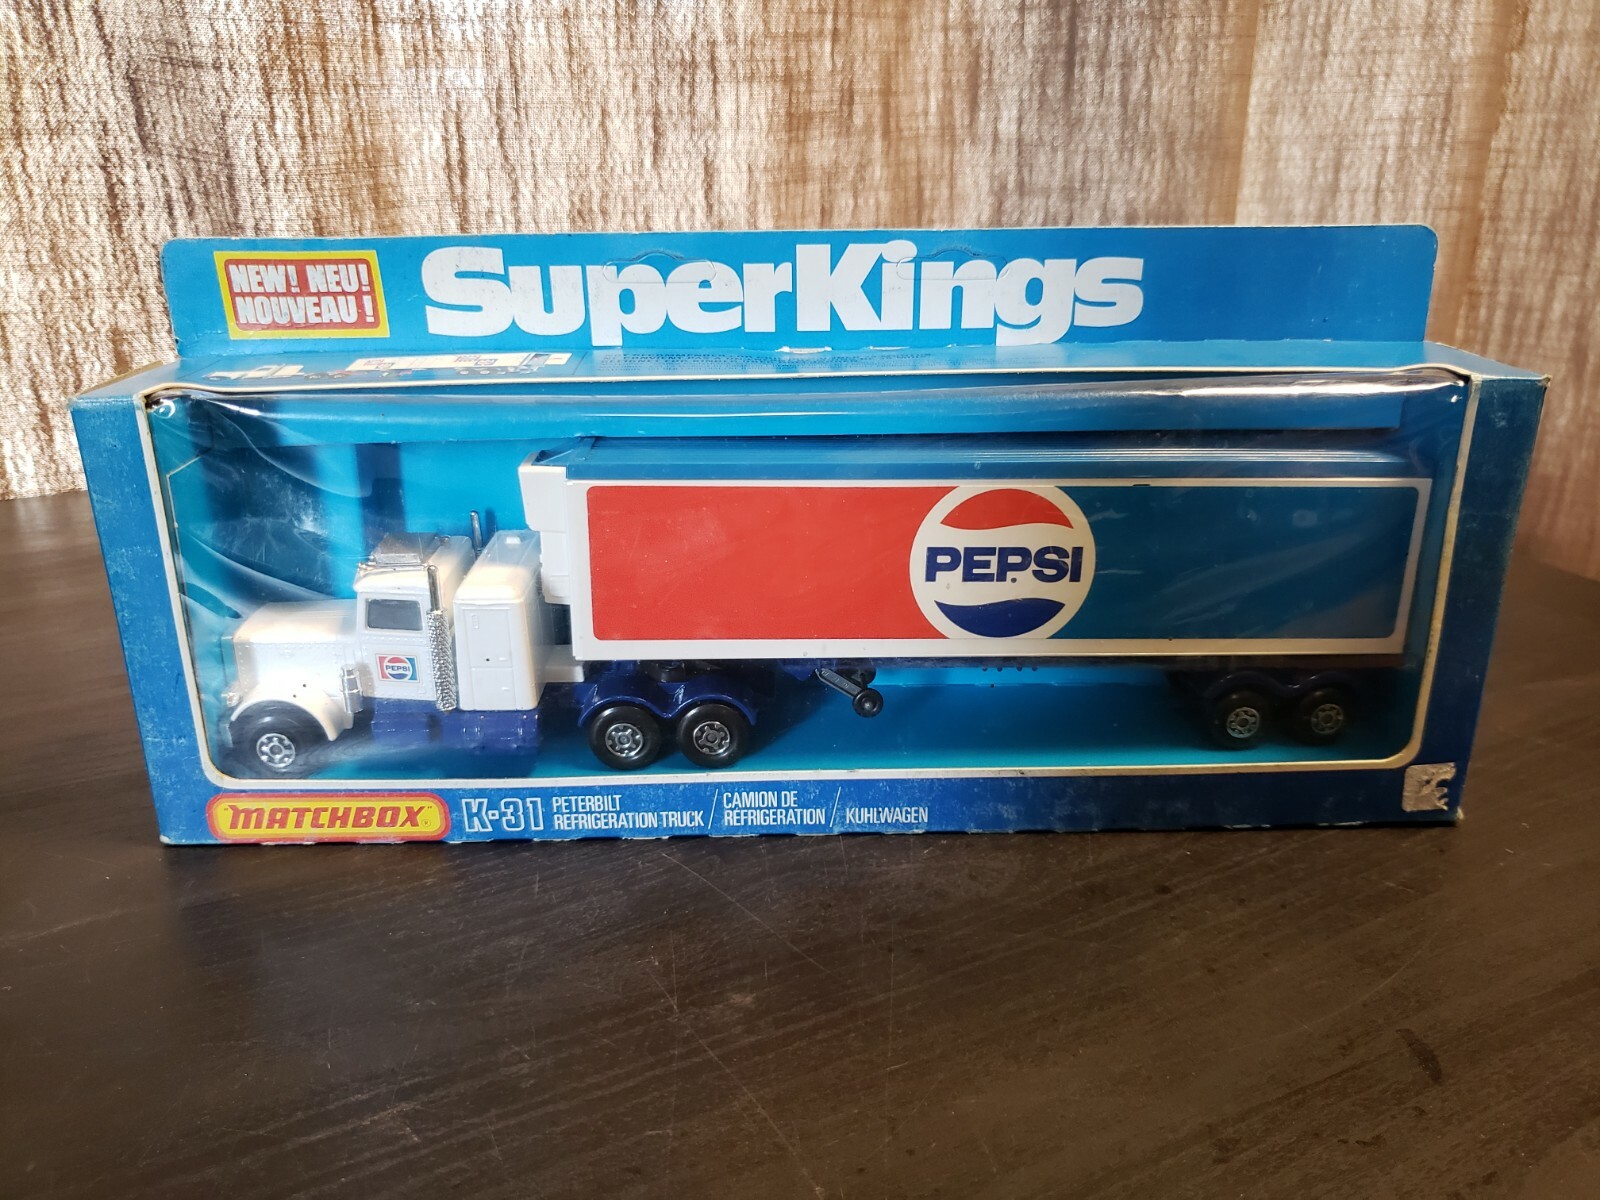 NEW! NEU!
NOUVEAU!
SuperKings
PEPSI
PEPSI
MATCHBOX
K-31
PETERBILT
REFRIGERATION TRUCK /
CAMION DE
REFRIGERATION /
KUHLWAGEN